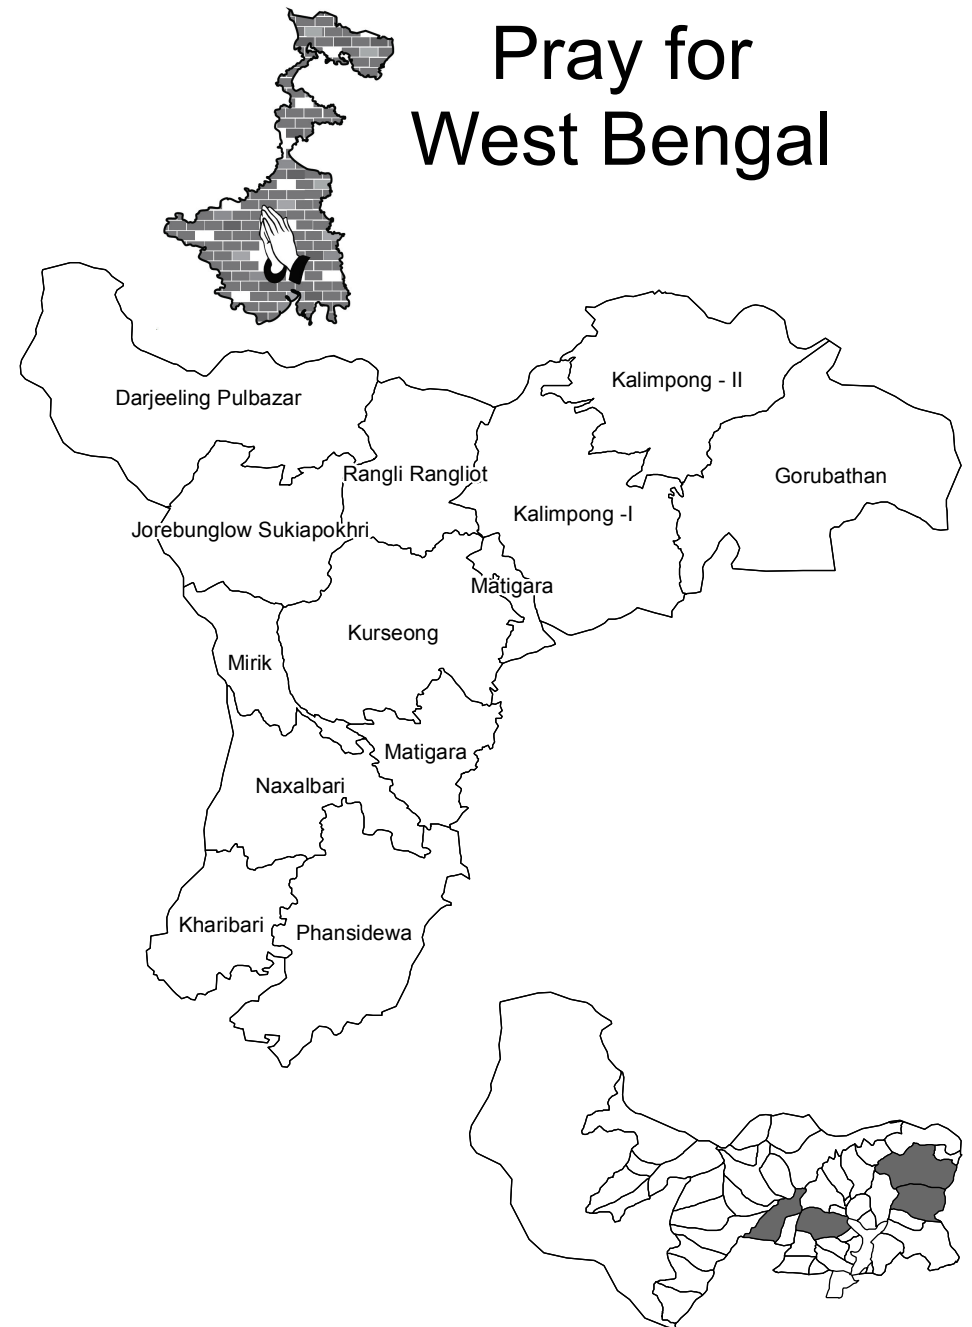 Pray for
West Bengal
Darjeeling Pulbazar
Kalimpong - II
Rangli Rangliot
Gorubathan
Kalimpong -I
Jorebunglow Sukiapokhri
Matigara
Kurseong
Mirik
Matigara
Naxalbari
Kharibari
Phansidewa